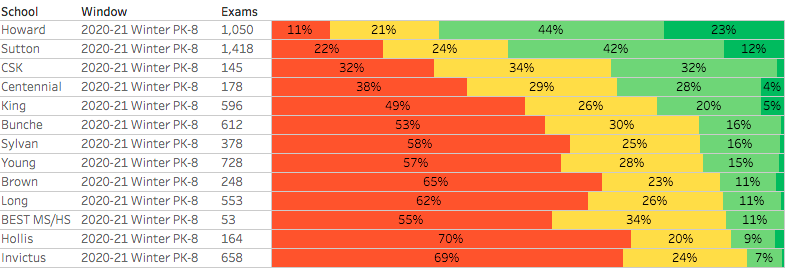 School Window Exams
Howard 2020-21 Winter PK-8 1,050 11% 21% 44% 23%
Sutton 2020-21 Winter PK-8 1,418 22% 24% 42% 12%
CSK 2020-21 Winter PK-8 145 32% 34% 32%
Centennial 2020-21 Winter PK-8 178 38% 29% 28% 4%
King 2020-21 Winter PK-8 596 49% 26% 20% 5%
Bunche 2020-21 Winter PK-8 612 53% 30% 16%
Sylvan 2020-21 Winter PK-8 378 58% 25% 16%
Young 2020-21 Winter PK-8 728 57% 28% 15%
Brown 2020-21 Winter PK-8 248 65% 23% 11%
Long 2020-21 Winter PK-8 553 62% 26% 11%
BEST MS/HS 2020-21 Winter PK-8 53 55% 34% 11%
Hollis 2020-21 Winter PK-8 164 70% 20% 9%
Invictus 2020-21 Winter PK-8 658 69% 24% 7%